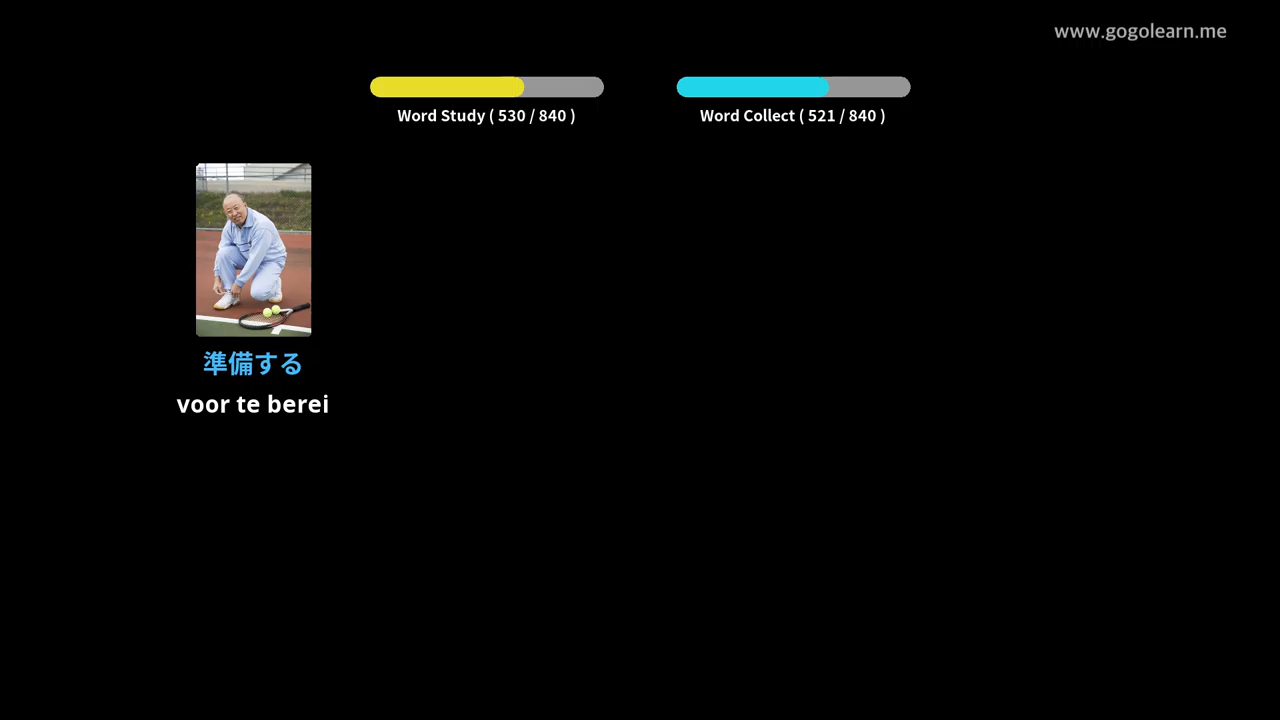 www.gogolearn.me
Word Study ( 530 / 840 )
Word Collect ( 521 / 840 )
準備する
voor te berei